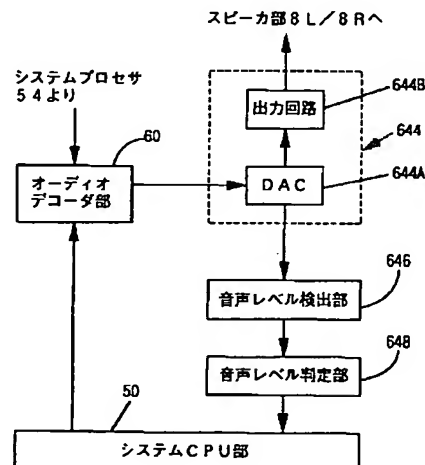 スピーカ部8L／8Rへ
システムプロセサ
54より
644B
出力回路
644
60
オーディオ
デコーダ部
DAC
644A
646
音声レベル検出部
648
音声レベル判定部
50
システムCPU部